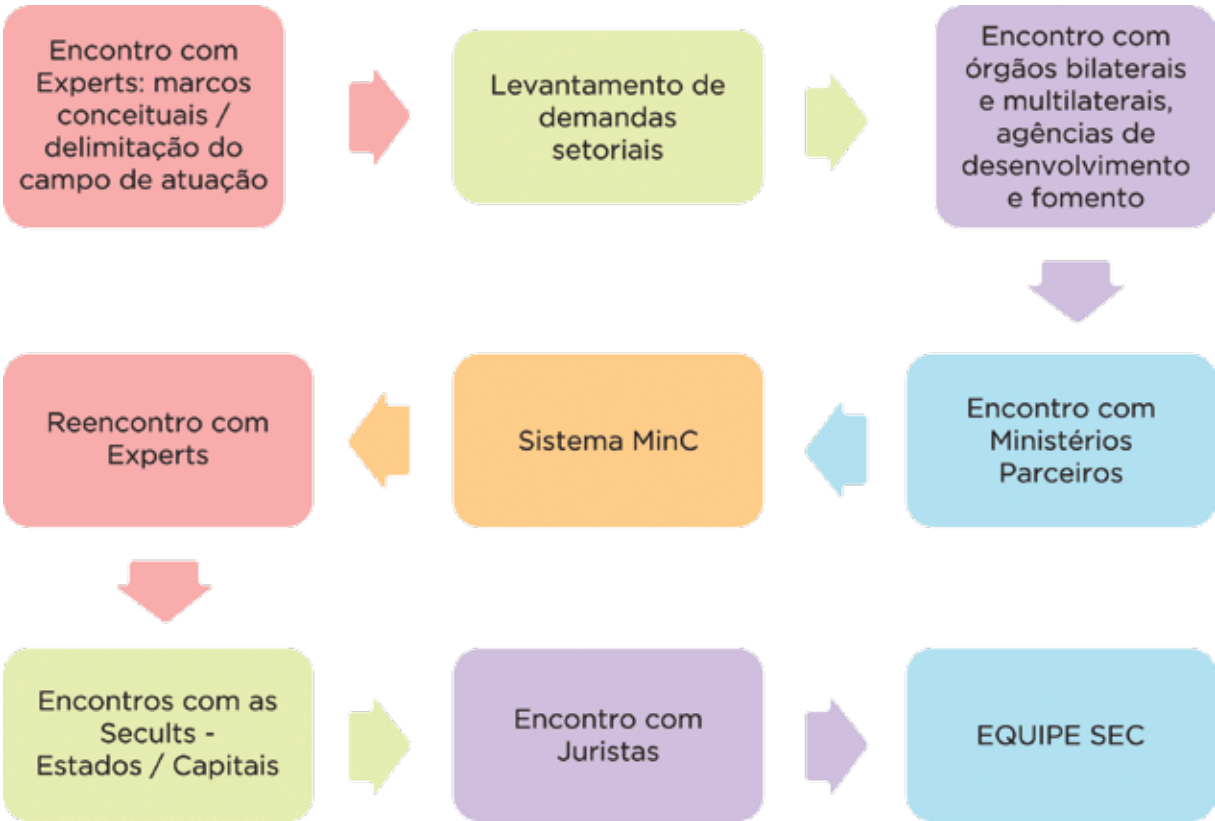 Encontro com
Experts: marcos
conceituais /
delimitação do
campo de atuação
Levantamento de
demandas
setoriais
Encontro com
órgãos bilaterais
e multilaterais,
agências de
desenvolvimento
e fomento
Encontro com
Ministérios
Parceiros
Sistema MinC
Reencontro com
Experts
Encontros com as
Secults -
Estados / Capitais
Encontro com
Juristas
EQUIPE SEC